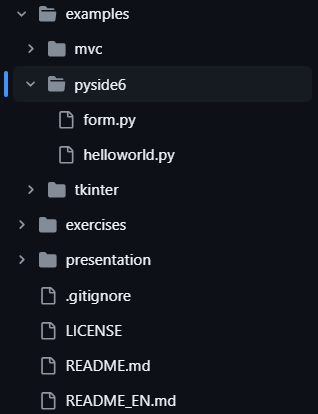 examples
mvc
pyside6
form.py
helloworld.py
tkinter
exercises
presentation
.gitignore
LICENSE
README.md
README_EN.md